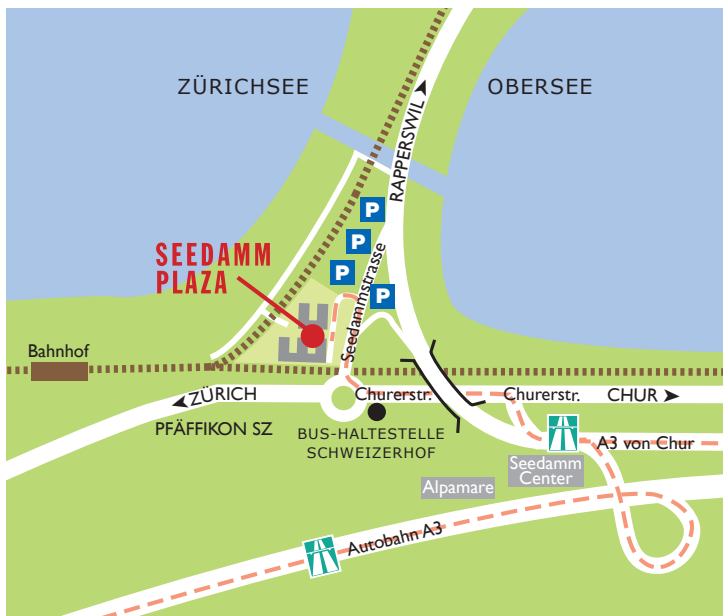 ZÜRICHSEE
OBERSEE
RAPPERSWIL
P
P
P
P
SEEDAMM
PLAZA
Seedammstrasse
Bahnhof
ZÜRICH
Churerstr.
Churerstr.
CHUR
PFÄFFIKON SZ
BUS-HALTESTELLE
SCHWEIZERHOF
A3 von Chur
Seedamm
Center
Alpamare
Autobahn A3